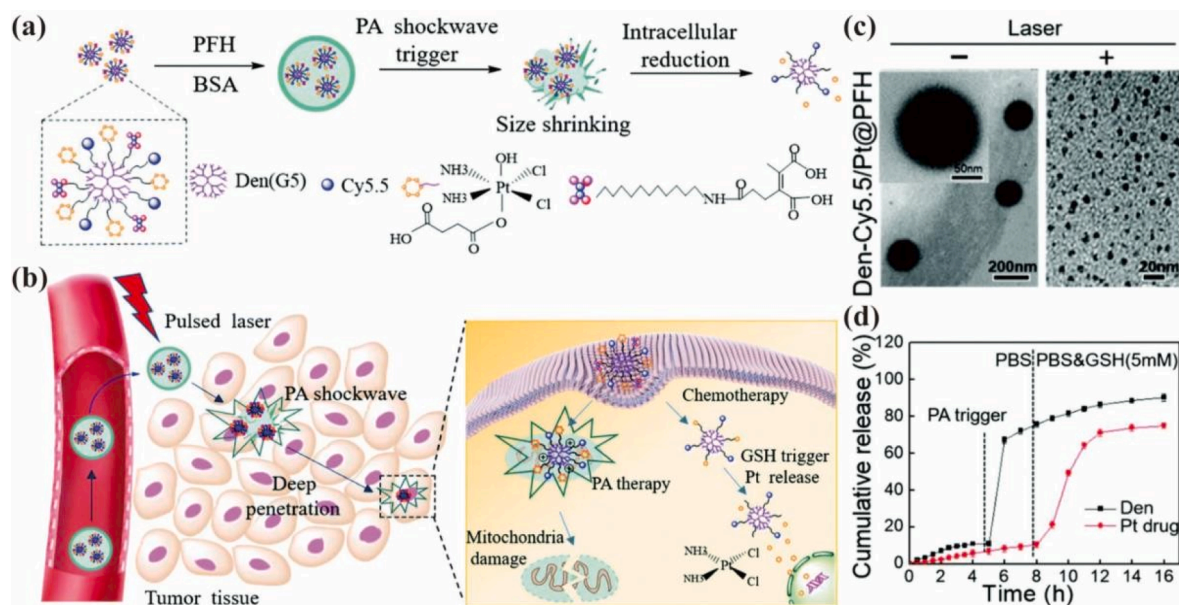 (a)
PFH
BSA
PA shockwave
trigger
Intracellular
reduction
Size shrinking
Den(G5)
Cy5.5
OH
NH3
NH3
Pt
Cl
Cl
O
O
HO
O
O
NH
O
OH
OH
O
(b)
Pulsed laser
PA shockwave
Deep
penetration
Tumor tissue
Chemotherapy
PA therapy
GSH trigger
Pt release
Mitochondria
damage
NH3
NH3
Pt
Cl
Cl
(c)
Laser
− +
Den-Cy5.5/Pt@PFH
50nm
200nm
20nm
(d)
Cumulative release (%)
100
80
60
40
20
0
PBS
PBS&GSH(5mM)
PA trigger
Den
Pt drug
0 2 4 6 8 10 12 14 16
Time (h)